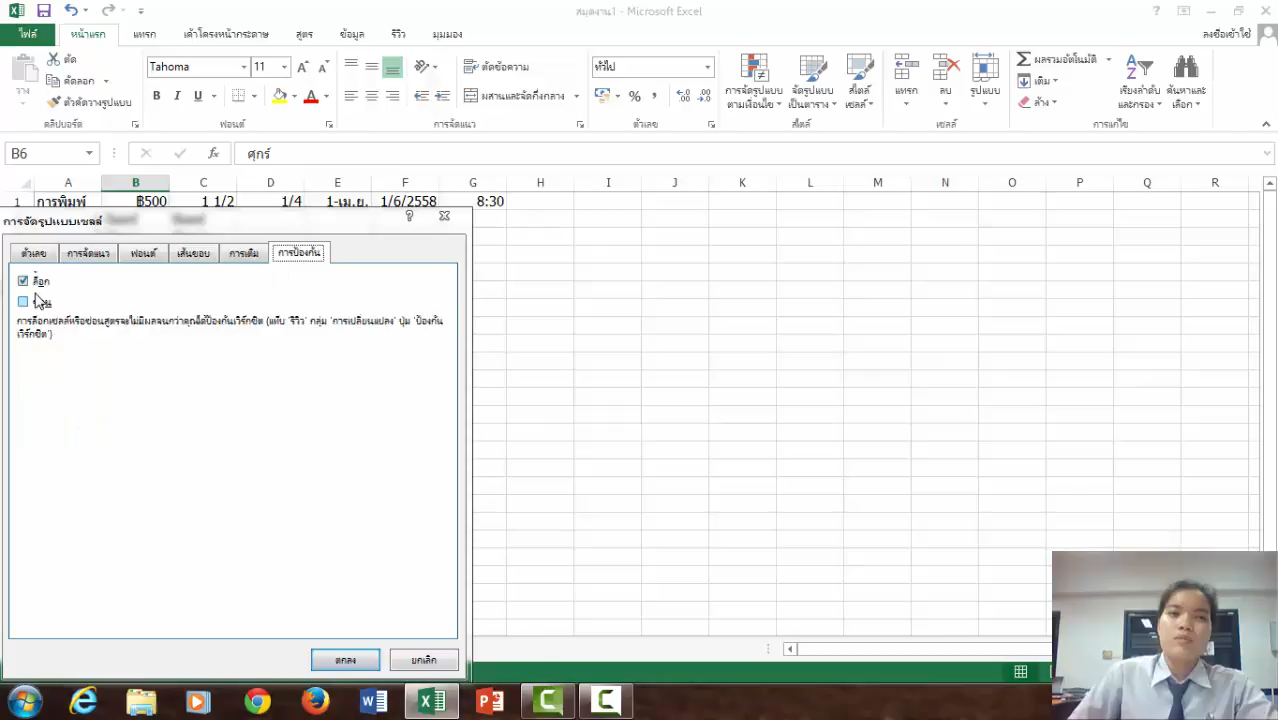 สมุดงาน1 - Microsoft Excel
ไฟล์ หน้าแรก แทรก เค้าโครงหน้ากระดาษ สูตร ข้อมูล รีวิว มุมมอง ลงชื่อเข้าใช้
วาง
ตัด
คัดลอก
ตัวคัดวางรูปแบบ
คลิปบอร์ด
Tahoma 11
B I U
ฟอนต์
ตัดข้อความ
ผสานและจัดกึ่งกลาง
การจัดแนว
ทั่วไป
ตัวเลข
การจัดรูปแบบ
ตามเงื่อนไข
จัดรูปแบบ
เป็นตาราง
สไตล์
เซลล์
สไตล์
แทรก ลบ รูปแบบ
เซลล์
ผลรวมอัตโนมัติ
เติม
ล้าง
เรียงลำดับ
และกรอง
ค้นหาและ
เลือก
การแก้ไข
B6 fx ศุกร์
A B C D E F G H I J K L M N O P Q R
1 การพิมพ์ ฿500 1 1/2 1/4 1-เม.ย. 1/6/2558 8:30
การจัดรูปแบบเซลล์
ตัวเลข การจัดแนว ฟอนต์ เส้นขอบ การเติม การป้องกัน
ล็อก
การล็อกเซลล์หรือซ่อนสูตรจะไม่มีผลจนกว่าคุณได้ป้องกันเวิร์กชีต (แท็บ 'รีวิว' กลุ่ม 'การเปลี่ยนแปลง' ปุ่ม 'ป้องกัน
เวิร์กชีต')
ตกลง ยกเลิก